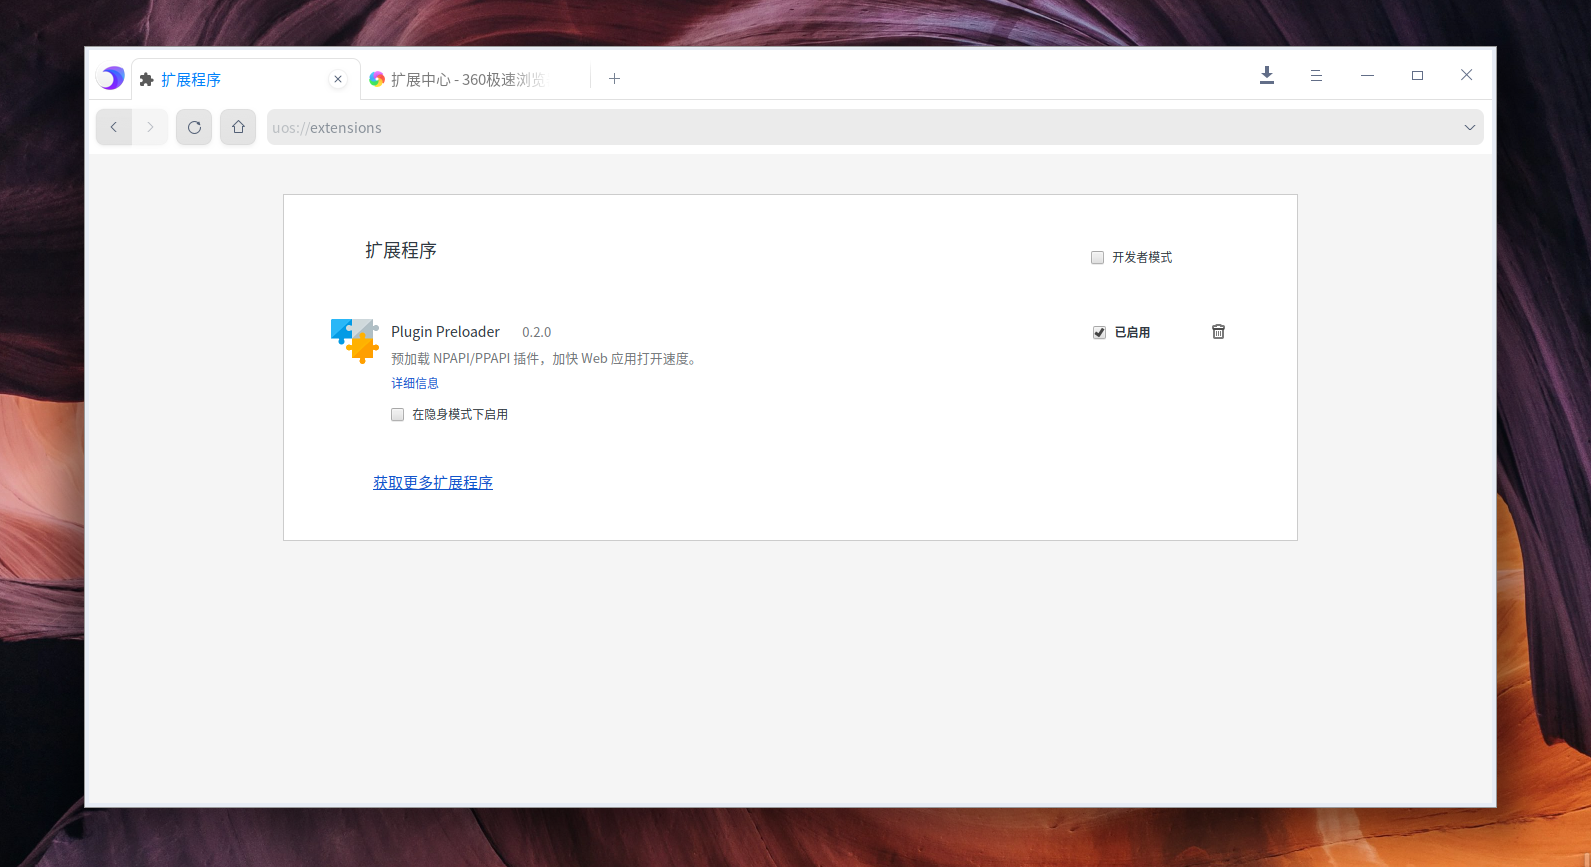 扩展程序
扩展中心 - 360极速浏览
uos://extensions
扩展程序
开发者模式
Plugin Preloader 0.2.0
已启用
预加载 NPAPI/PPAPI 插件，加快 Web 应用打开速度。
详细信息
在隐身模式下启用
获取更多扩展程序